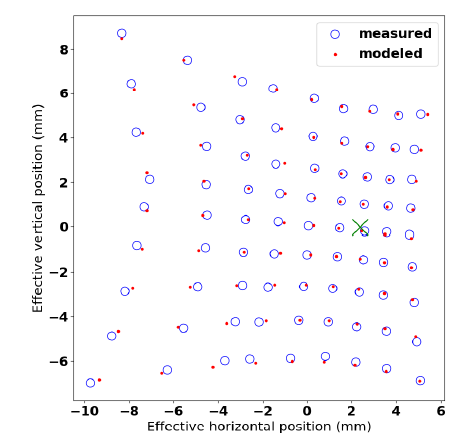 measured
modeled
Effective vertical position (mm)
8
6
4
2
0
−2
−4
−6
−10 −8 −6 −4 −2 0 2 4 6
Effective horizontal position (mm)